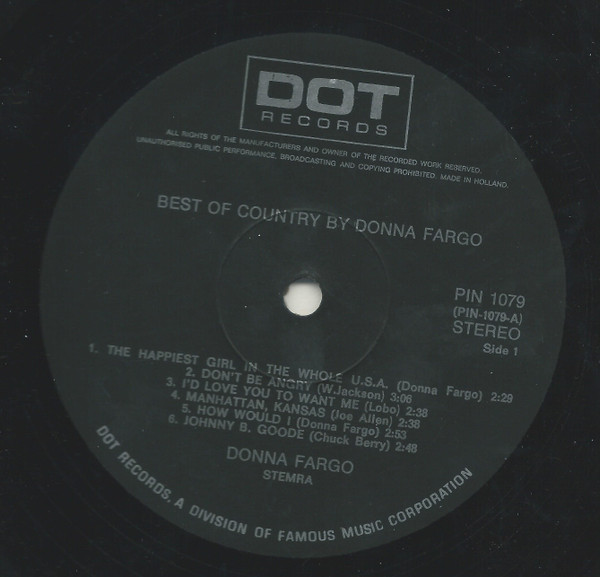 DOT
RECORDS
ALL RIGHTS OF THE MANUFACTURERS AND OWNER OF THE RECORDED WORK RESERVED.
UNAUTHORISED PUBLIC PERFORMANCE, BROADCASTING AND COPYING PROHIBITED. MADE IN HOLLAND.
BEST OF COUNTRY BY DONNA FARGO
PIN 1079
(PIN-1079-A)
STEREO
Side 1
1. THE HAPPIEST GIRL IN THE WHOLE U.S.A. (Donna Fargo) 2:29
2. DON'T BE ANGRY (W.Jackson) 3:06
3. I'D LOVE YOU TO WANT ME (Lobo) 2:38
4. MANHATTAN, KANSAS (Joe Allen) 2:38
5. HOW WOULD I (Donna Fargo) 2:53
6. JOHNNY B. GOODE (Chuck Berry) 2:48
DONNA FARGO
STEMRA
DOT RECORDS, A DIVISION OF FAMOUS MUSIC CORPORATION